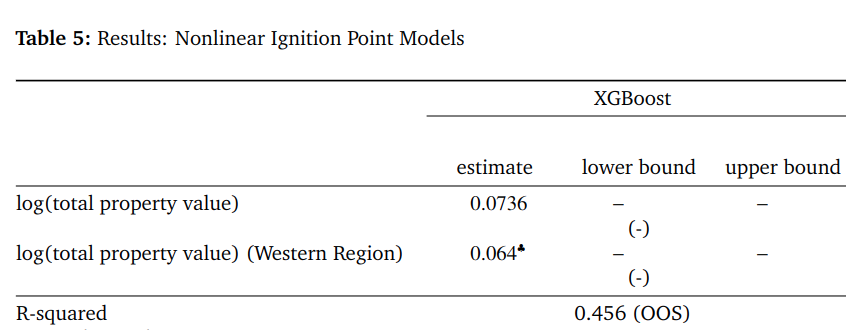 Table 5: Results: Nonlinear Ignition Point Models
XGBoost
estimate lower bound upper bound
log(total property value) 0.0736 – –
(-)
log(total property value) (Western Region) 0.064♣ – –
(-)
R-squared 0.456 (OOS)